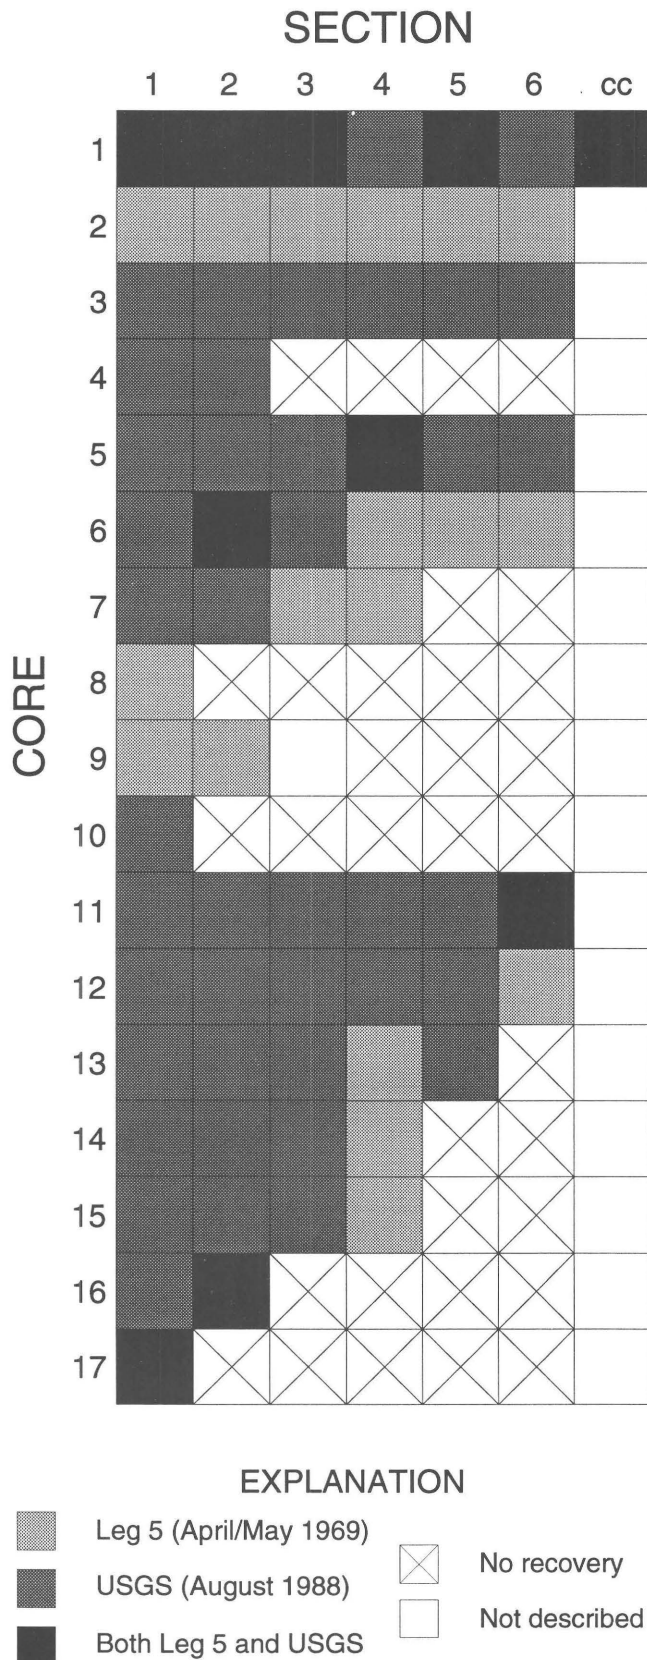 SECTION
1 2 3 4 5 6 cc
1
2
3
4
5
6
7
CORE
8
9
10
11
12
13
14
15
16
17
EXPLANATION
Leg 5 (April/May 1969)
USGS (August 1988)
Both Leg 5 and USGS
No recovery
Not described